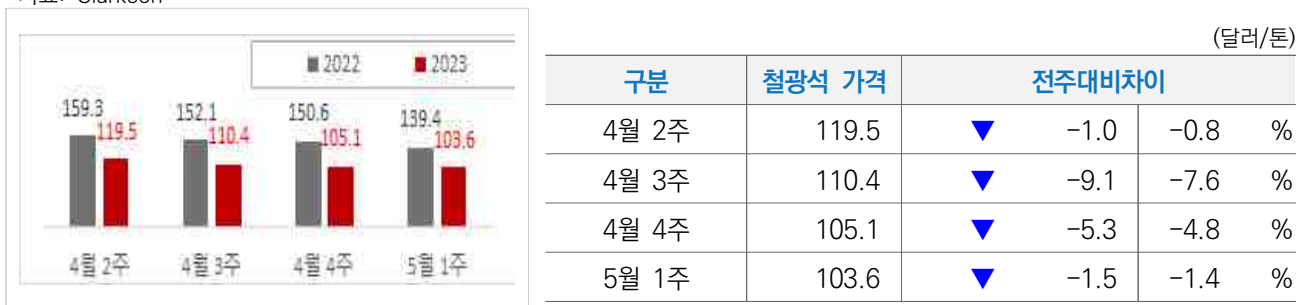 ■ 2022 ■ 2023
159.3 119.5 152.1 110.4 150.6 105.1 139.4 103.6
4월 2주 4월 3주 4월 4주 5월 1주
(달러/톤)
구분 철광석 가격 전주대비차이
4월 2주 119.5 ▼ -1.0 -0.8 %
4월 3주 110.4 ▼ -9.1 -7.6 %
4월 4주 105.1 ▼ -5.3 -4.8 %
5월 1주 103.6 ▼ -1.5 -1.4 %